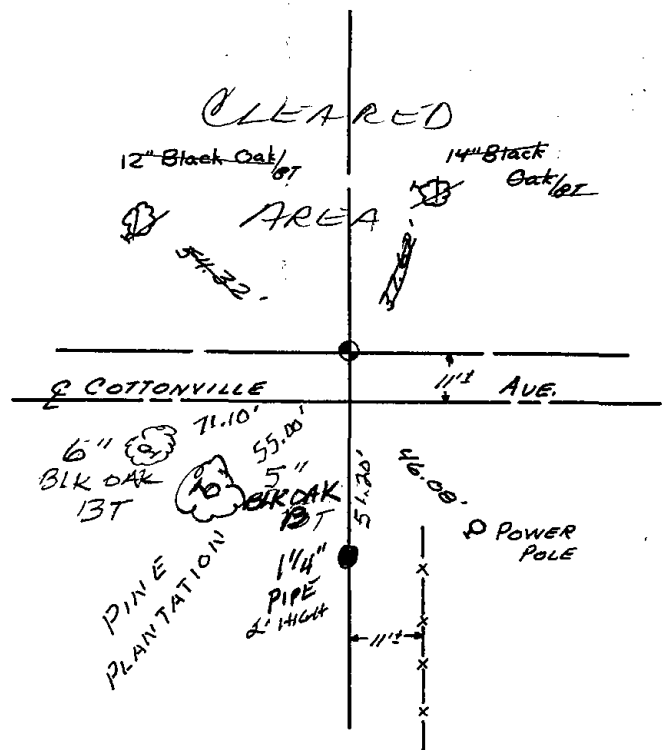 CLEARED
12" Black Oak/BT
14" Black
Oak/BT
AREA
54.32'
11'±
℄ COTTONVILLE AVE.
71.10'
55.00'
6"
BLK OAK
BT
5"
BLK OAK
BT
51.20'
46.08'
POWER
POLE
1 1/4"
PIPE
2' HIGH
PINE
PLANTATION
11'±